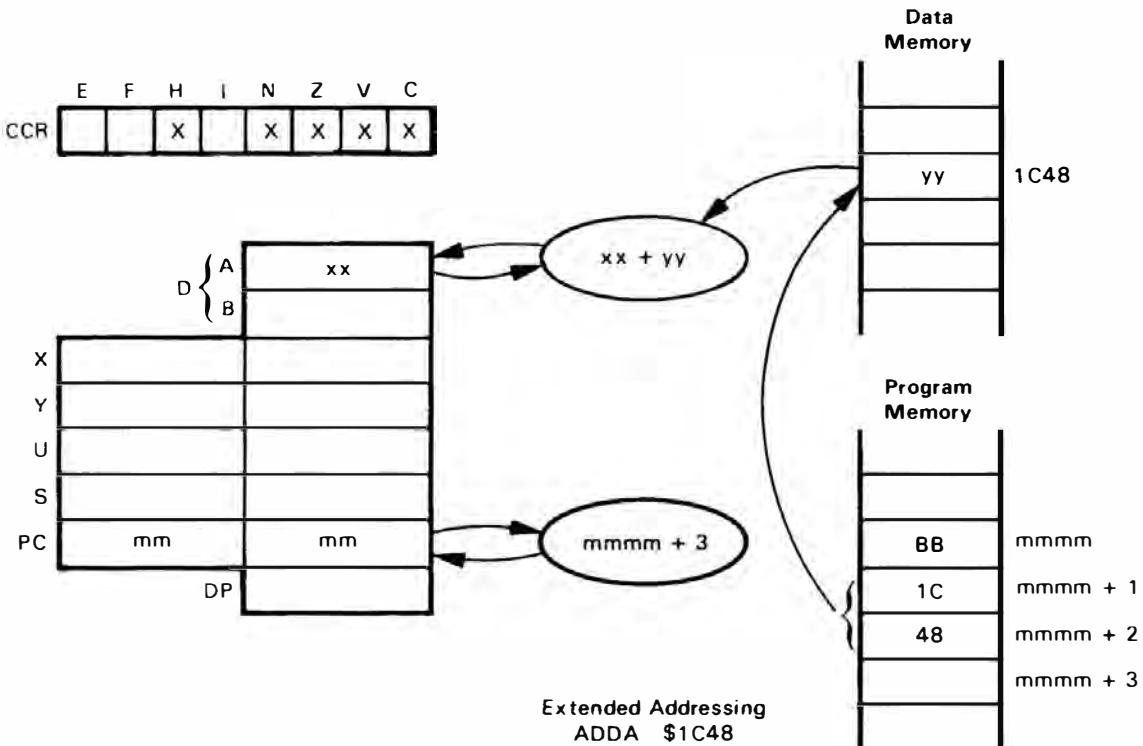 Data
Memory
E F H I N Z V C
CCR X X X X X
yy 1C48
D { A xx
B
xx + yy
X
Y
U
S
PC mm mm
DP
mmmm + 3
Program
Memory
BB mmmm
1C mmmm + 1
48 mmmm + 2
mmmm + 3
Extended Addressing
ADDA $1C48